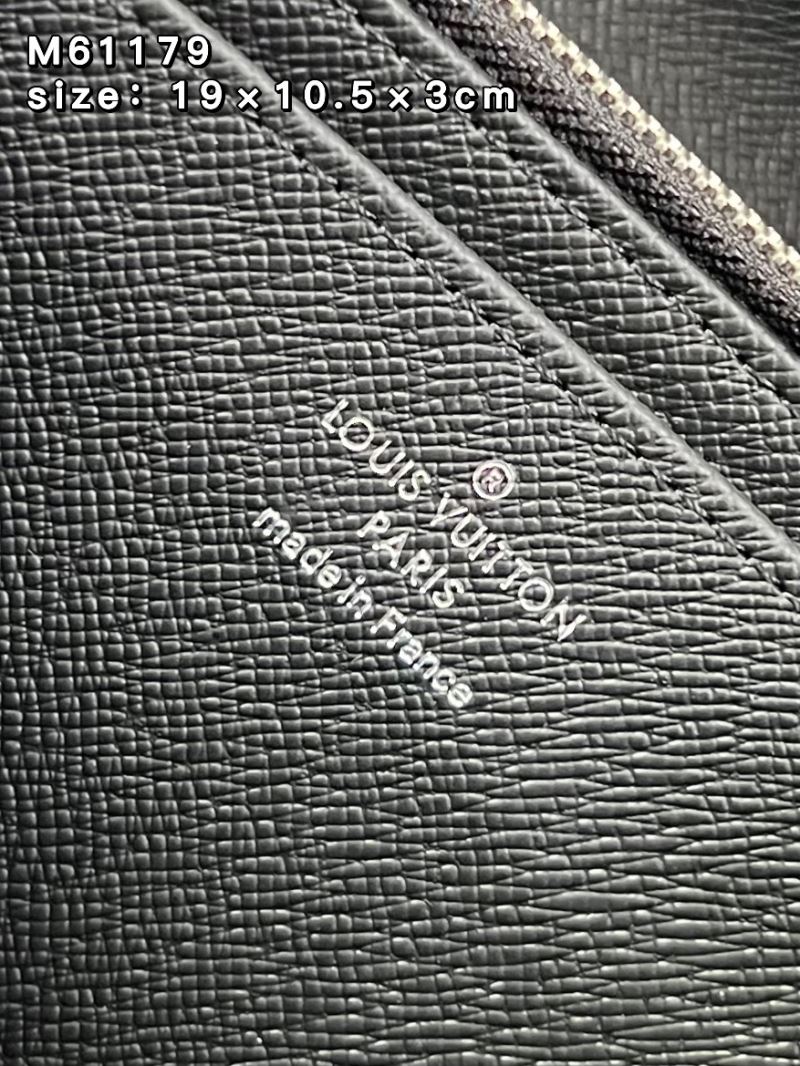 M61179
size: 19×10.5×3cm
®
LOUIS VUITTON
PARIS
made in France